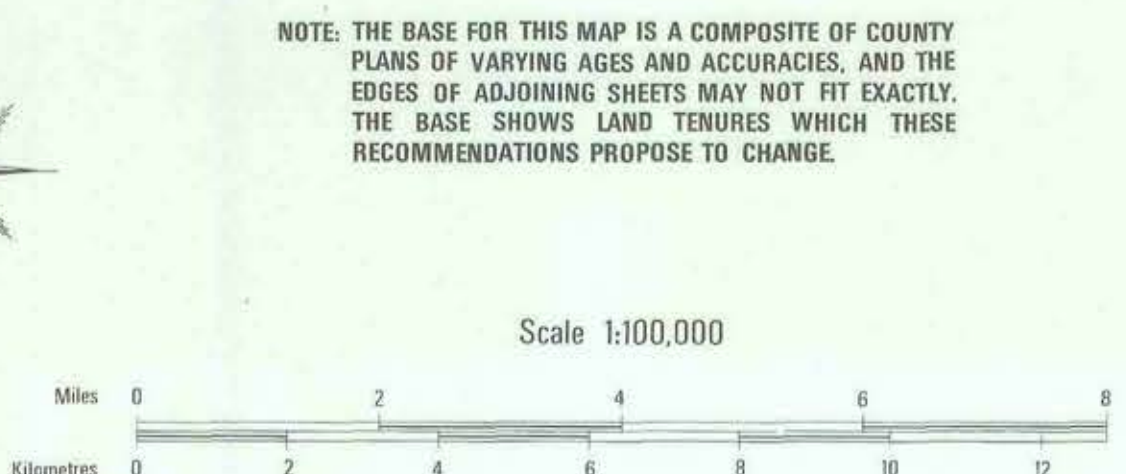 NOTE: THE BASE FOR THIS MAP IS A COMPOSITE OF COUNTY
PLANS OF VARYING AGES AND ACCURACIES, AND THE
EDGES OF ADJOINING SHEETS MAY NOT FIT EXACTLY.
THE BASE SHOWS LAND TENURES WHICH THESE
RECOMMENDATIONS PROPOSE TO CHANGE.
Scale 1:100,000
Miles 0 2 4 6 8
Kilometres 0 2 4 6 8 10 12